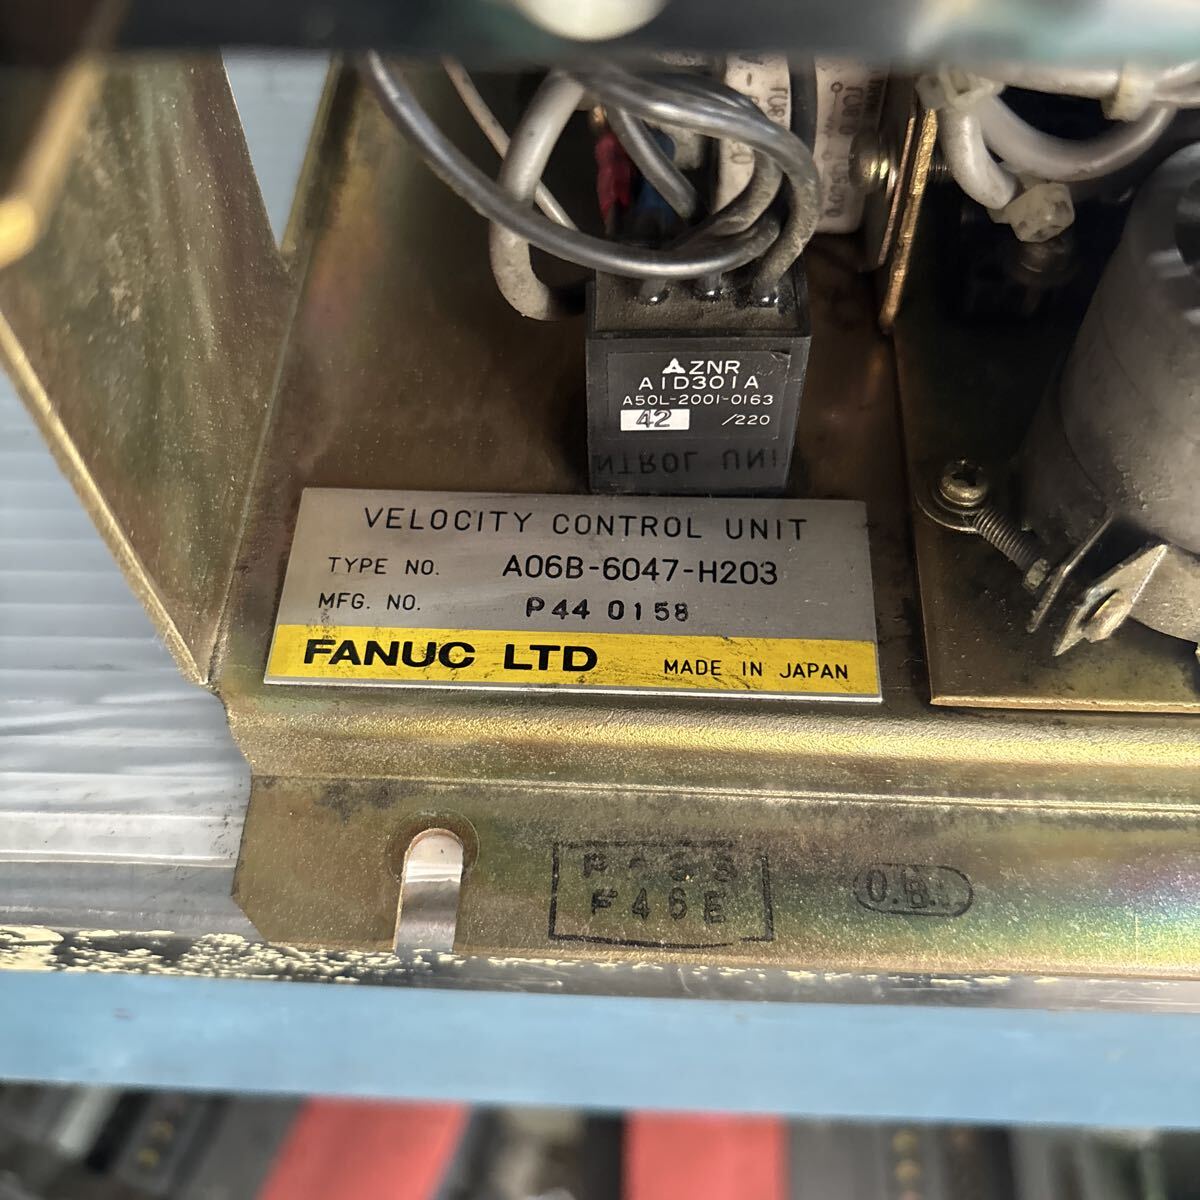 ZNR
A1D301A
A50L-2001-0163
42 /220
NTROL UNI
VELOCITY CONTROL UNIT
TYPE NO. A06B-6047-H203
MFG. NO. P44 0158
FANUC LTD MADE IN JAPAN
F46E
O.B.I.